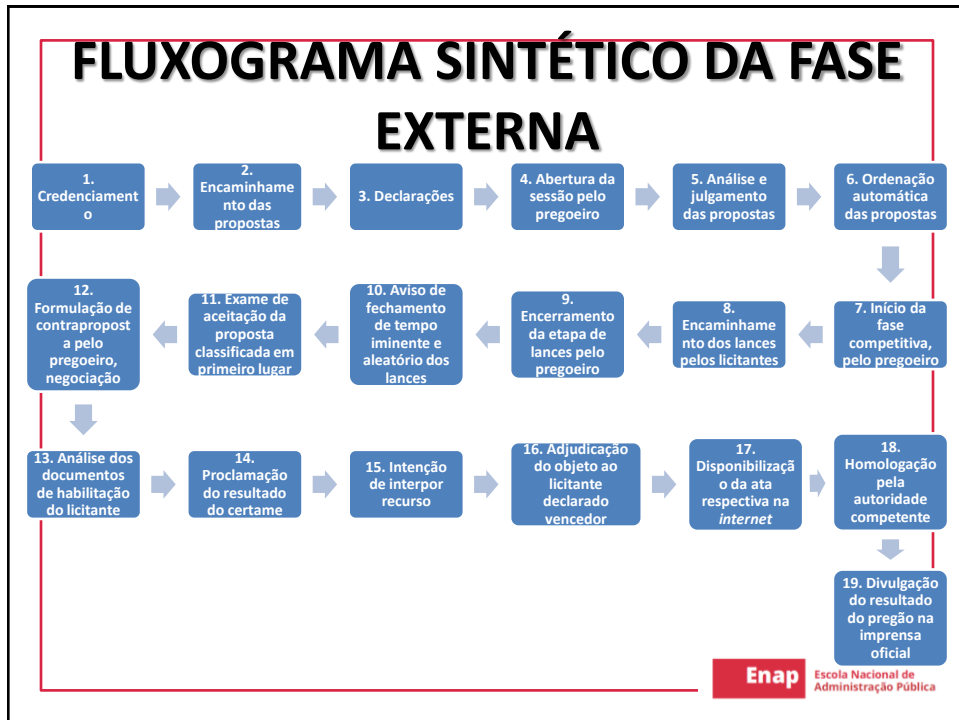 FLUXOGRAMA SINTÉTICO DA FASE
EXTERNA
1.
Credenciament
o
2.
Encaminhame
nto das
propostas
3. Declarações
4. Abertura da
sessão pelo
pregoeiro
5. Análise e
julgamento
das propostas
6. Ordenação
automática
das propostas
7. Início da
fase
competitiva,
pelo pregoeiro
8.
Encaminhame
nto dos lances
pelos licitantes
9.
Encerramento
da etapa de
lances pelo
pregoeiro
10. Aviso de
fechamento
de tempo
iminente e
aleatório dos
lances
11. Exame de
aceitação da
proposta
classificada em
primeiro lugar
12.
Formulação de
contrapropost
a pelo
pregoeiro,
negociação
13. Análise dos
documentos
de habilitação
do licitante
14.
Proclamação
do resultado
do certame
15. Intenção
de interpor
recurso
16. Adjudicação
do objeto ao
licitante
declarado
vencedor
17.
Disponibilizaçã
o da ata
respectiva na
internet
18.
Homologação
pela
autoridade
competente
19. Divulgação
do resultado
do pregão na
imprensa
oficial
Enap
Escola Nacional de
Administração Pública